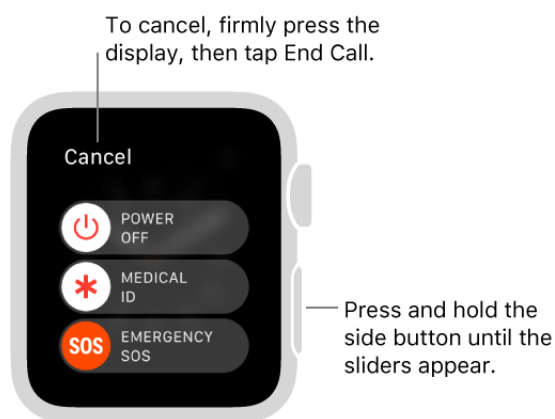 To cancel, firmly press the
display, then tap End Call.
Cancel
POWER
OFF
MEDICAL
ID
SOS
EMERGENCY
SOS
Press and hold the
side button until the
sliders appear.